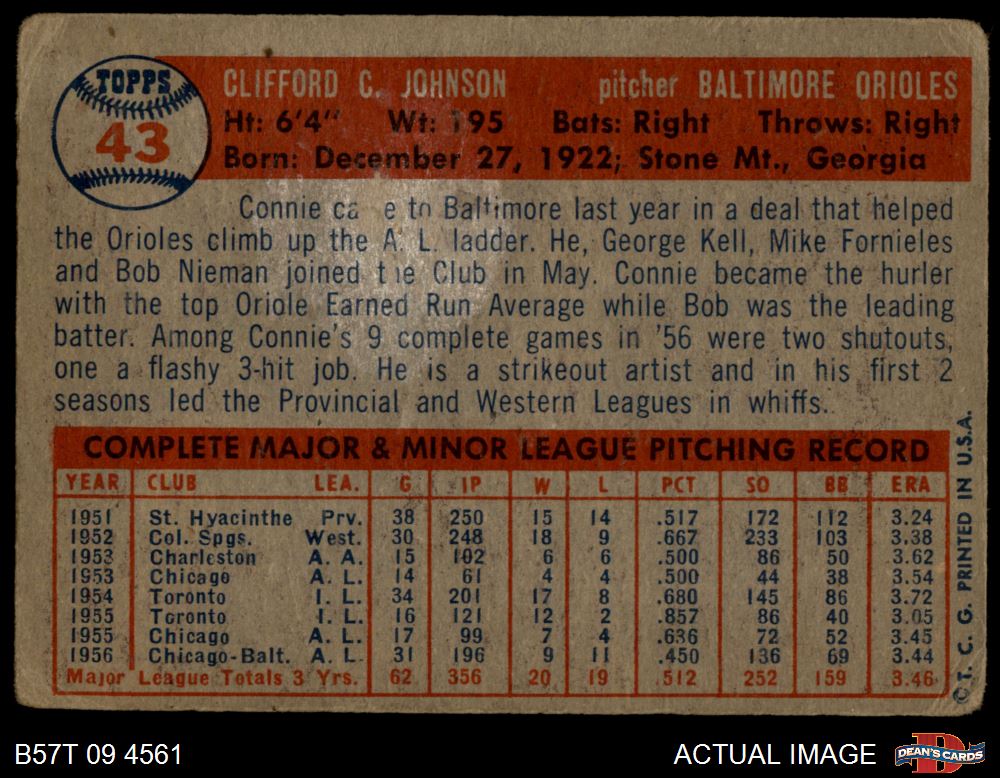 TOPPS
43
CLIFFORD C. JOHNSON pitcher BALTIMORE ORIOLES
Ht: 6'4" Wt: 195 Bats: Right Throws: Right
Born: December 27, 1922; Stone Mt., Georgia
Connie ca e to Baltimore last year in a deal that helped
the Orioles climb up the A. L. ladder. He, George Kell, Mike Fornieles
and Bob Nieman joined the Club in May. Connie became the hurler
with the top Oriole Earned Run Average while Bob was the leading
batter. Among Connie's 9 complete games in '56 were two shutouts,
one a flashy 3-hit job. He is a strikeout artist and in his first 2
seasons led the Provincial and Western Leagues in whiffs.
COMPLETE MAJOR & MINOR LEAGUE PITCHING RECORD
YEAR CLUB LEA. G IP W L PCT SO BB ERA
1951 St. Hyacinthe Prv. 38 250 15 14 .517 172 112 3.24
1952 Col. Spgs. West. 30 248 18 9 .667 233 103 3.38
1953 Charleston A. A. 15 102 6 6 .500 86 50 3.62
1953 Chicago A. L. 14 61 4 4 .500 44 38 3.54
1954 Toronto I. L. 34 201 17 8 .680 145 86 3.72
1955 Toronto I. L. 16 121 12 2 .857 86 40 3.05
1955 Chicago A. L. 17 99 7 4 .636 72 52 3.45
1956 Chicago-Balt. A. L. 31 196 9 11 .450 136 69 3.44
Major League Totals 3 Yrs. 62 356 20 19 .512 252 159 3.46
©T. C. G. PRINTED IN U.S.A.
B57T 09 4561
ACTUAL IMAGE
DEAN'S CARDS